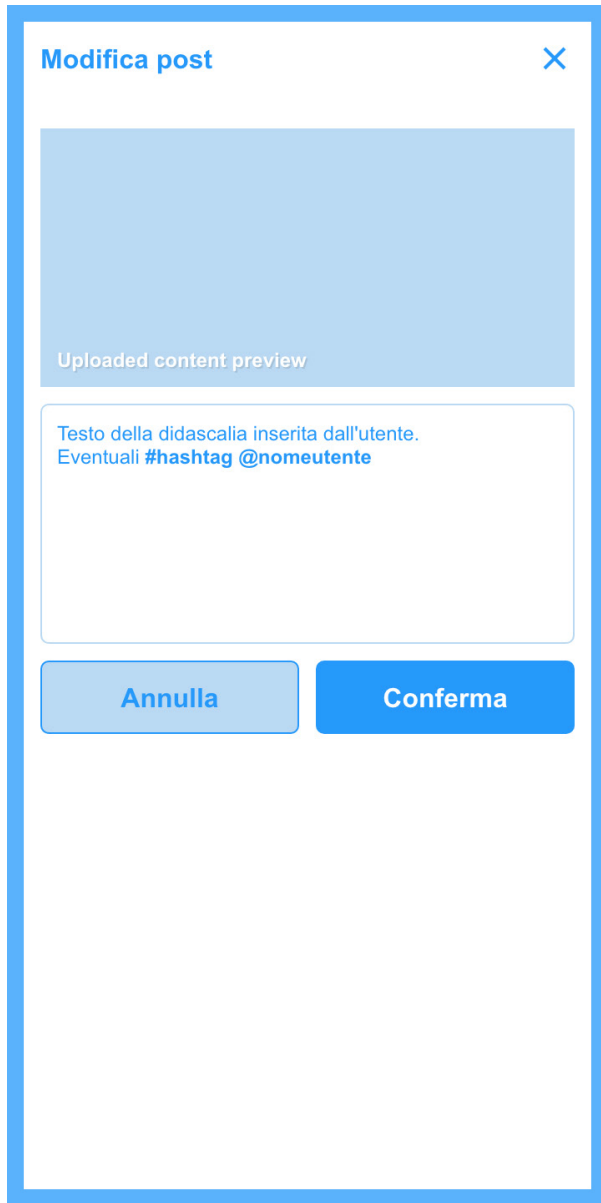 Modifica post
Uploaded content preview
Testo della didascalia inserita dall'utente.
Eventuali #hashtag @nomeutente
Annulla
Conferma